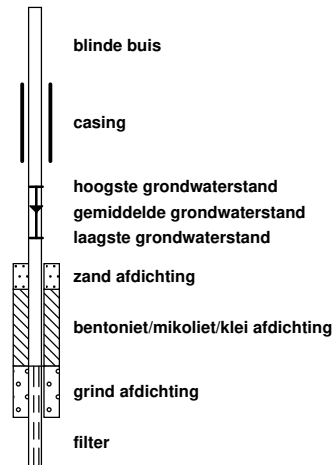 blinde buis
casing
hoogste grondwaterstand
gemiddelde grondwaterstand
laagste grondwaterstand
zand afdichting
bentoniet/mikoliet/klei afdichting
grind afdichting
filter